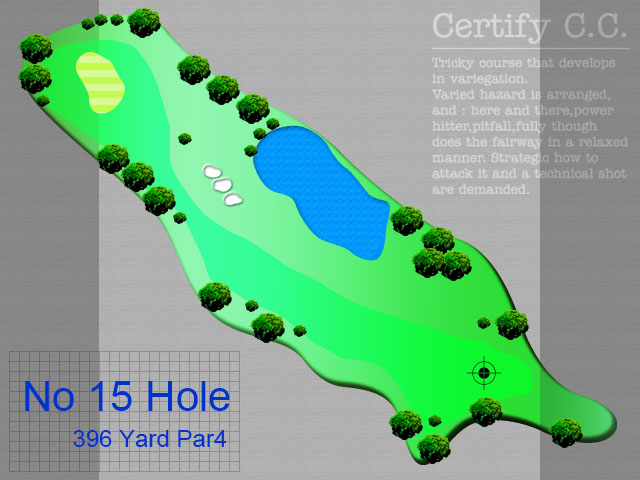 Certify C.C.
Tricky course that develops
in variegation.
Varied hazard is arranged,
and : here and there,power
hitter,pitfall,fully though
does the fairway in a relaxed
manner. Strategic how to
attack it and a technical shot
are demanded.
No 15 Hole
396 Yard Par4